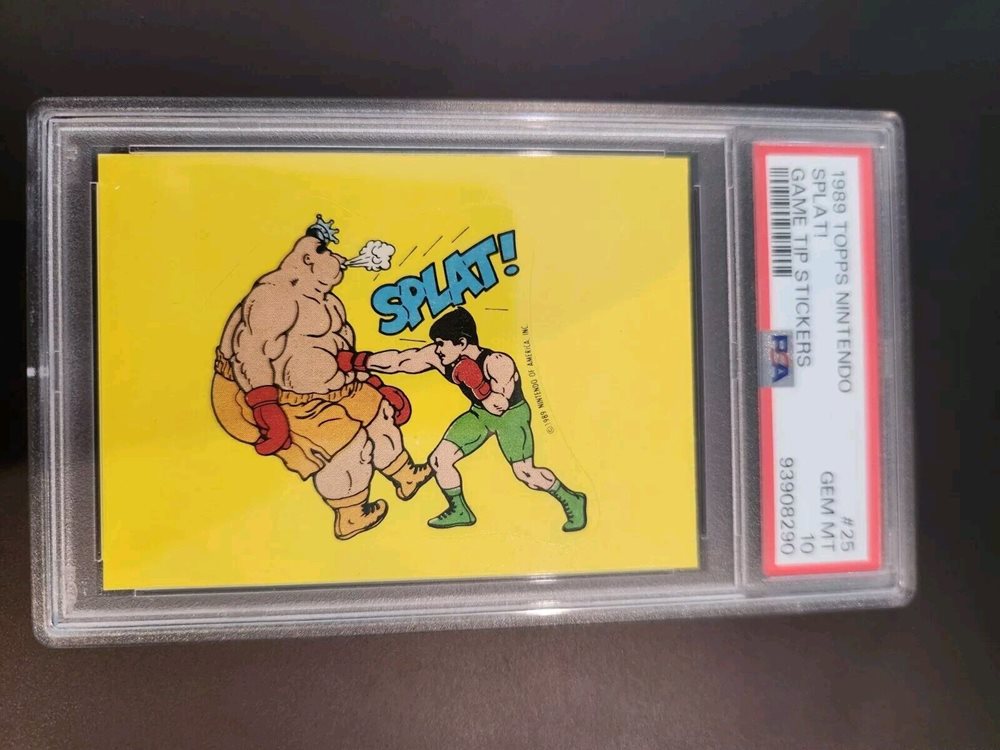 1989 TOPPS NINTENDO
#25
SPLAT!
GEM MT
GAME TIP STICKERS
10
PSA
93908290
SPLAT!
©1989 NINTENDO OF AMERICA INC.